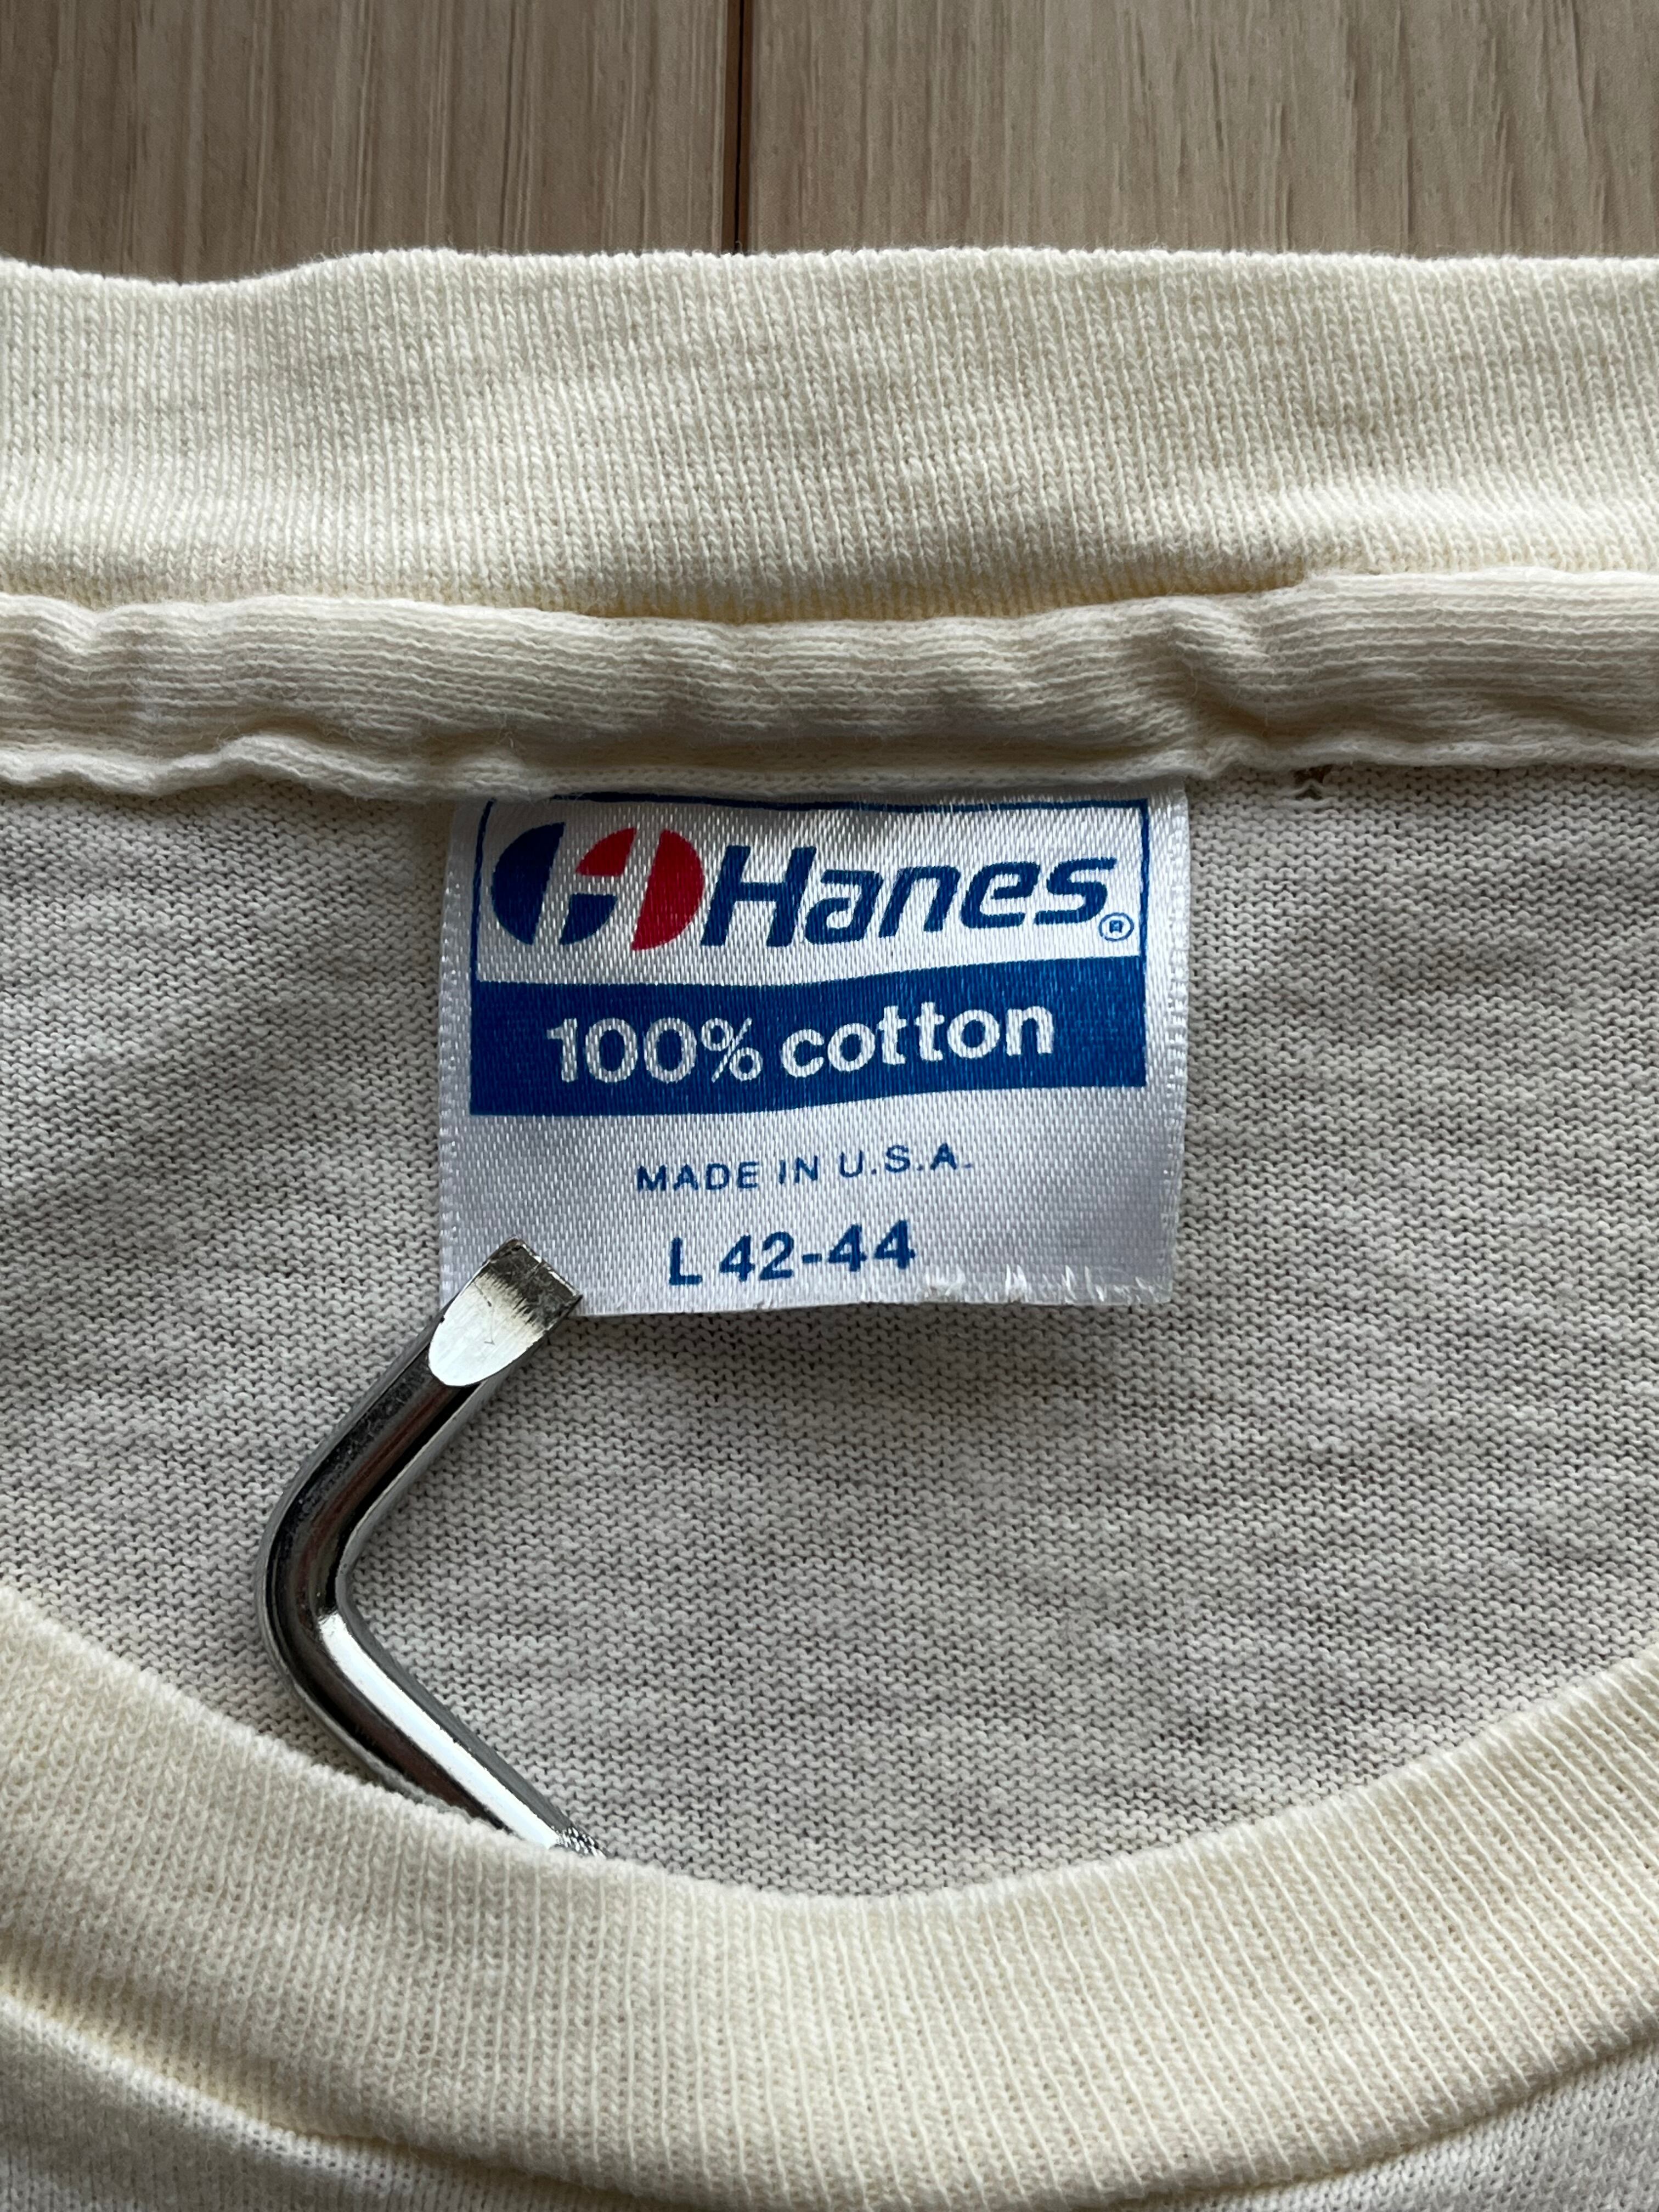 Hanes®
100% cotton
MADE IN U.S.A.
L 42-44